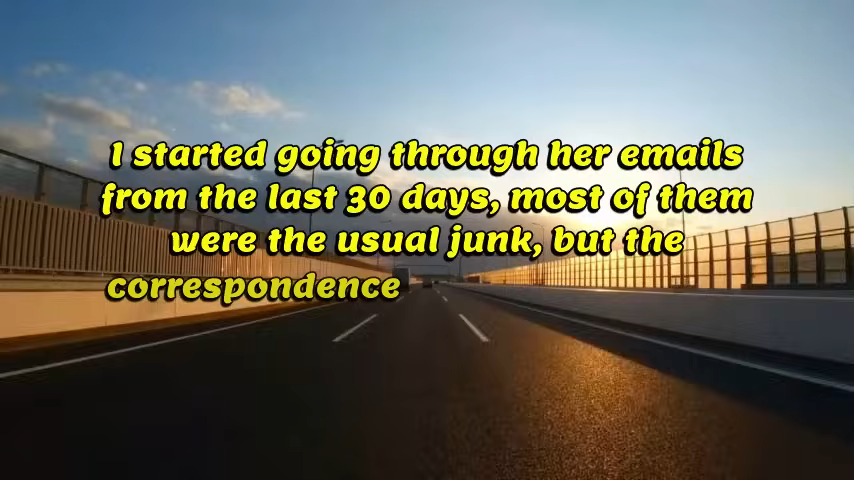 I started going through her emails
from the last 30 days, most of them
were the usual junk, but the
correspondence